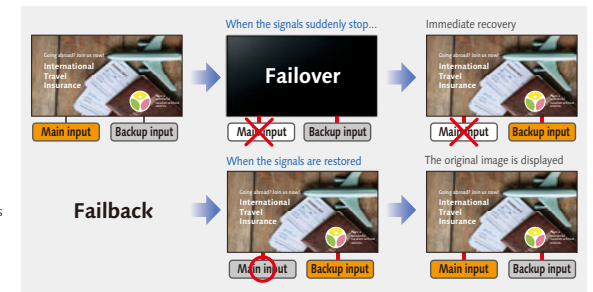 When the signals suddenly stop...
Immediate recovery
Going abroad? Join us now!
International
Travel
Insurance
Failover
Going abroad? Join us now!
International
Travel
Insurance
Main input
Backup input
Main input
Backup input
Main input
Backup input
When the signals are restored
The original image is displayed
s
Failback
Going abroad? Join us now!
International
Travel
Insurance
Going abroad? Join us now!
International
Travel
Insurance
Main input
Backup input
Main input
Backup input